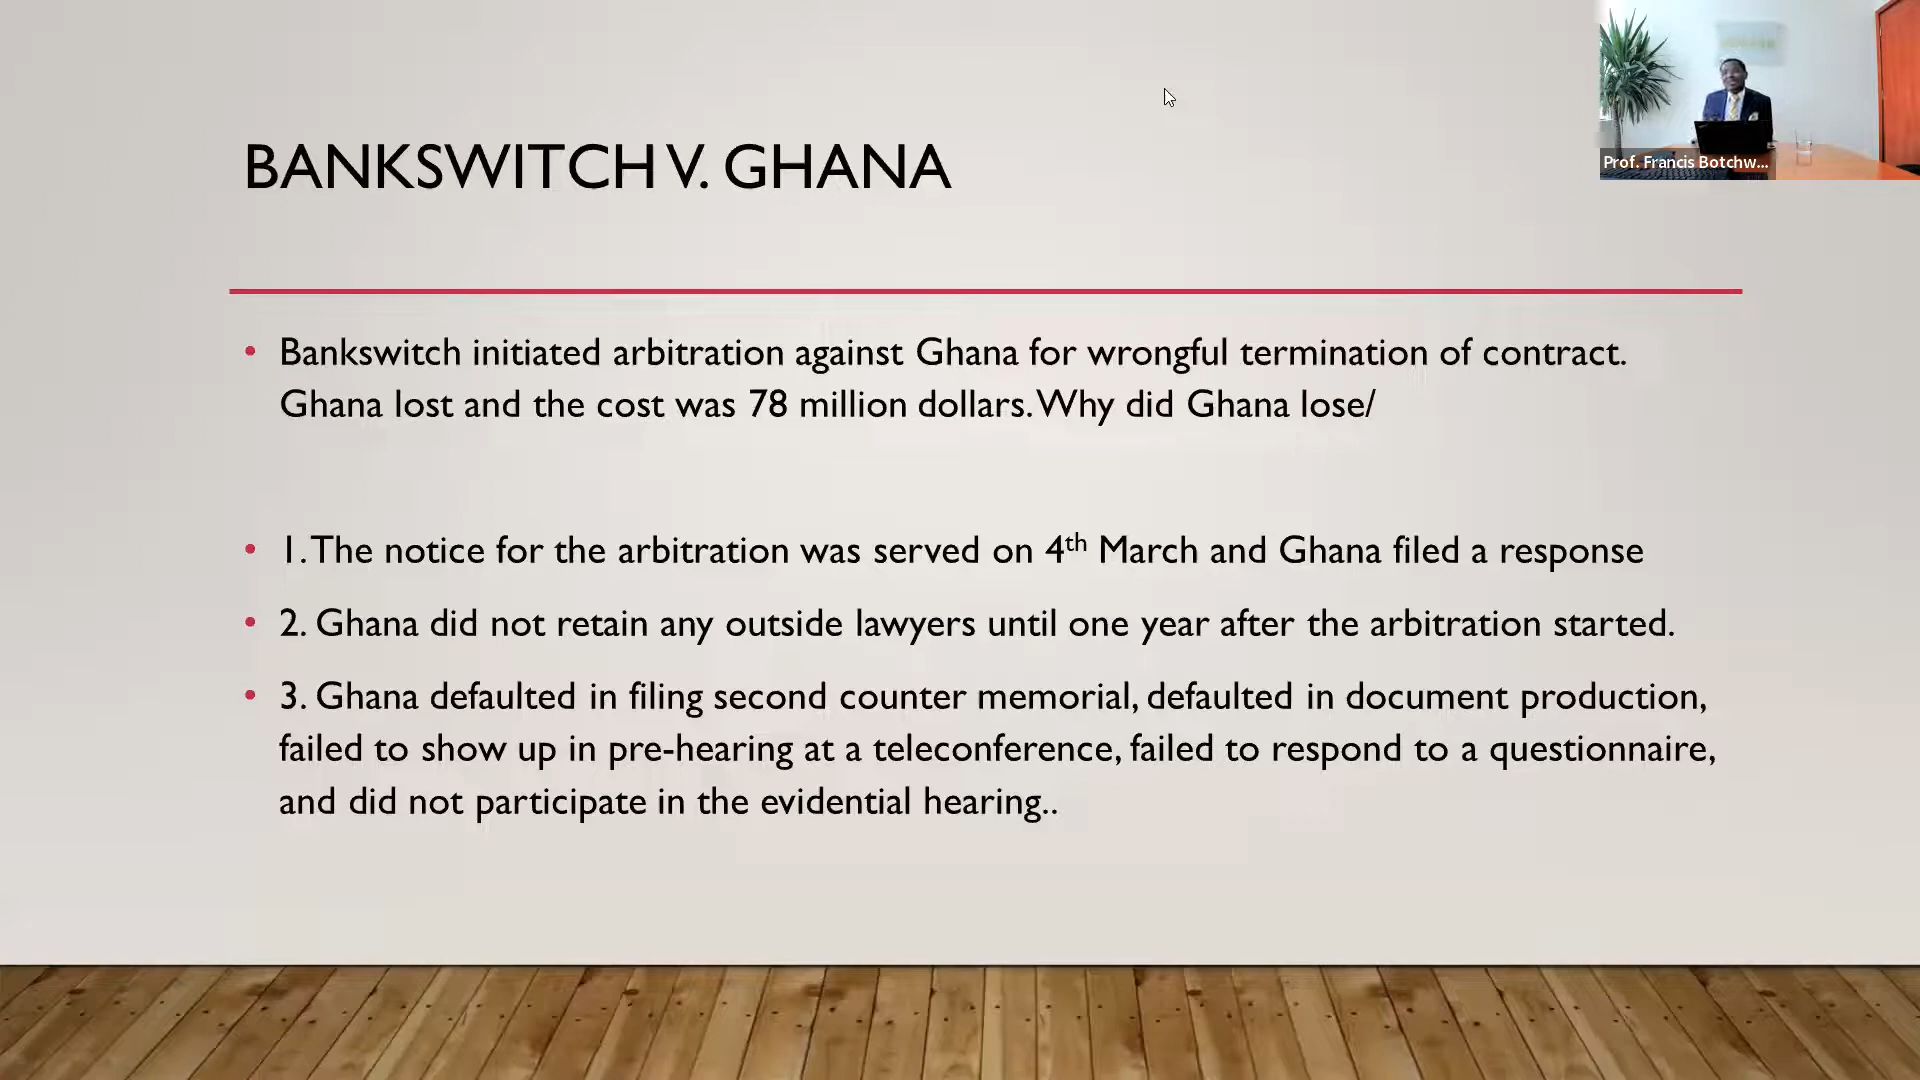 Prof. Francis Botchw...
BANKSWITCH V. GHANA
• Bankswitch initiated arbitration against Ghana for wrongful termination of contract.
Ghana lost and the cost was 78 million dollars. Why did Ghana lose/
• 1. The notice for the arbitration was served on 4th March and Ghana filed a response
• 2. Ghana did not retain any outside lawyers until one year after the arbitration started.
• 3. Ghana defaulted in filing second counter memorial, defaulted in document production,
failed to show up in pre-hearing at a teleconference, failed to respond to a questionnaire,
and did not participate in the evidential hearing..